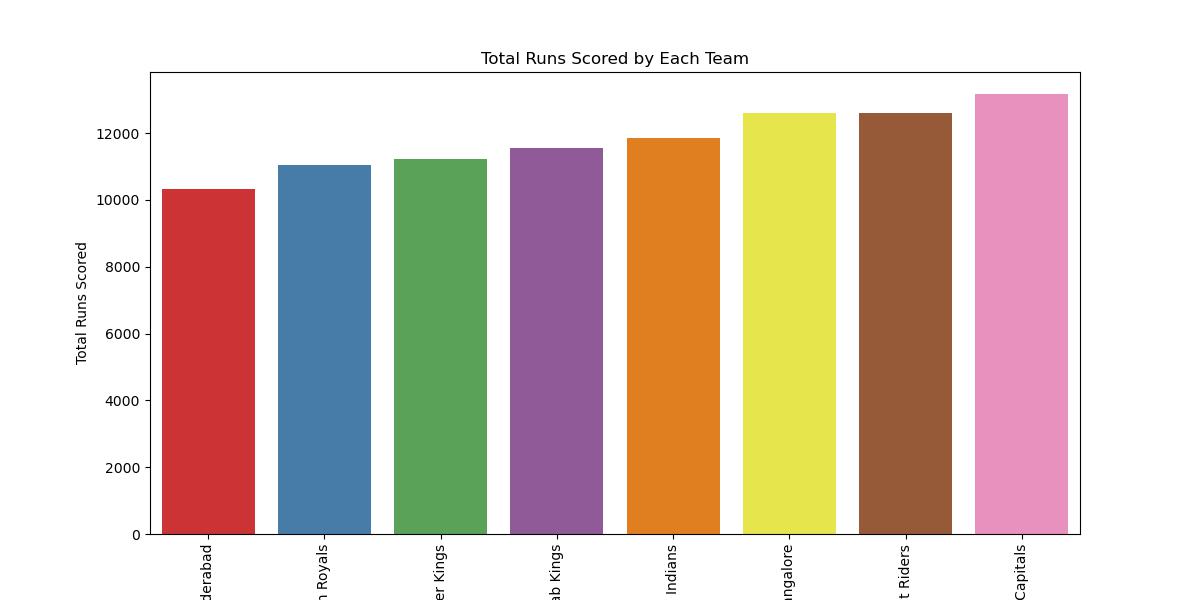 Total Runs Scored by Each Team
Total Runs Scored
12000
10000
8000
6000
4000
2000
0
derabad
Royals
er Kings
ab Kings
Indians
angalore
t Riders
Capitals